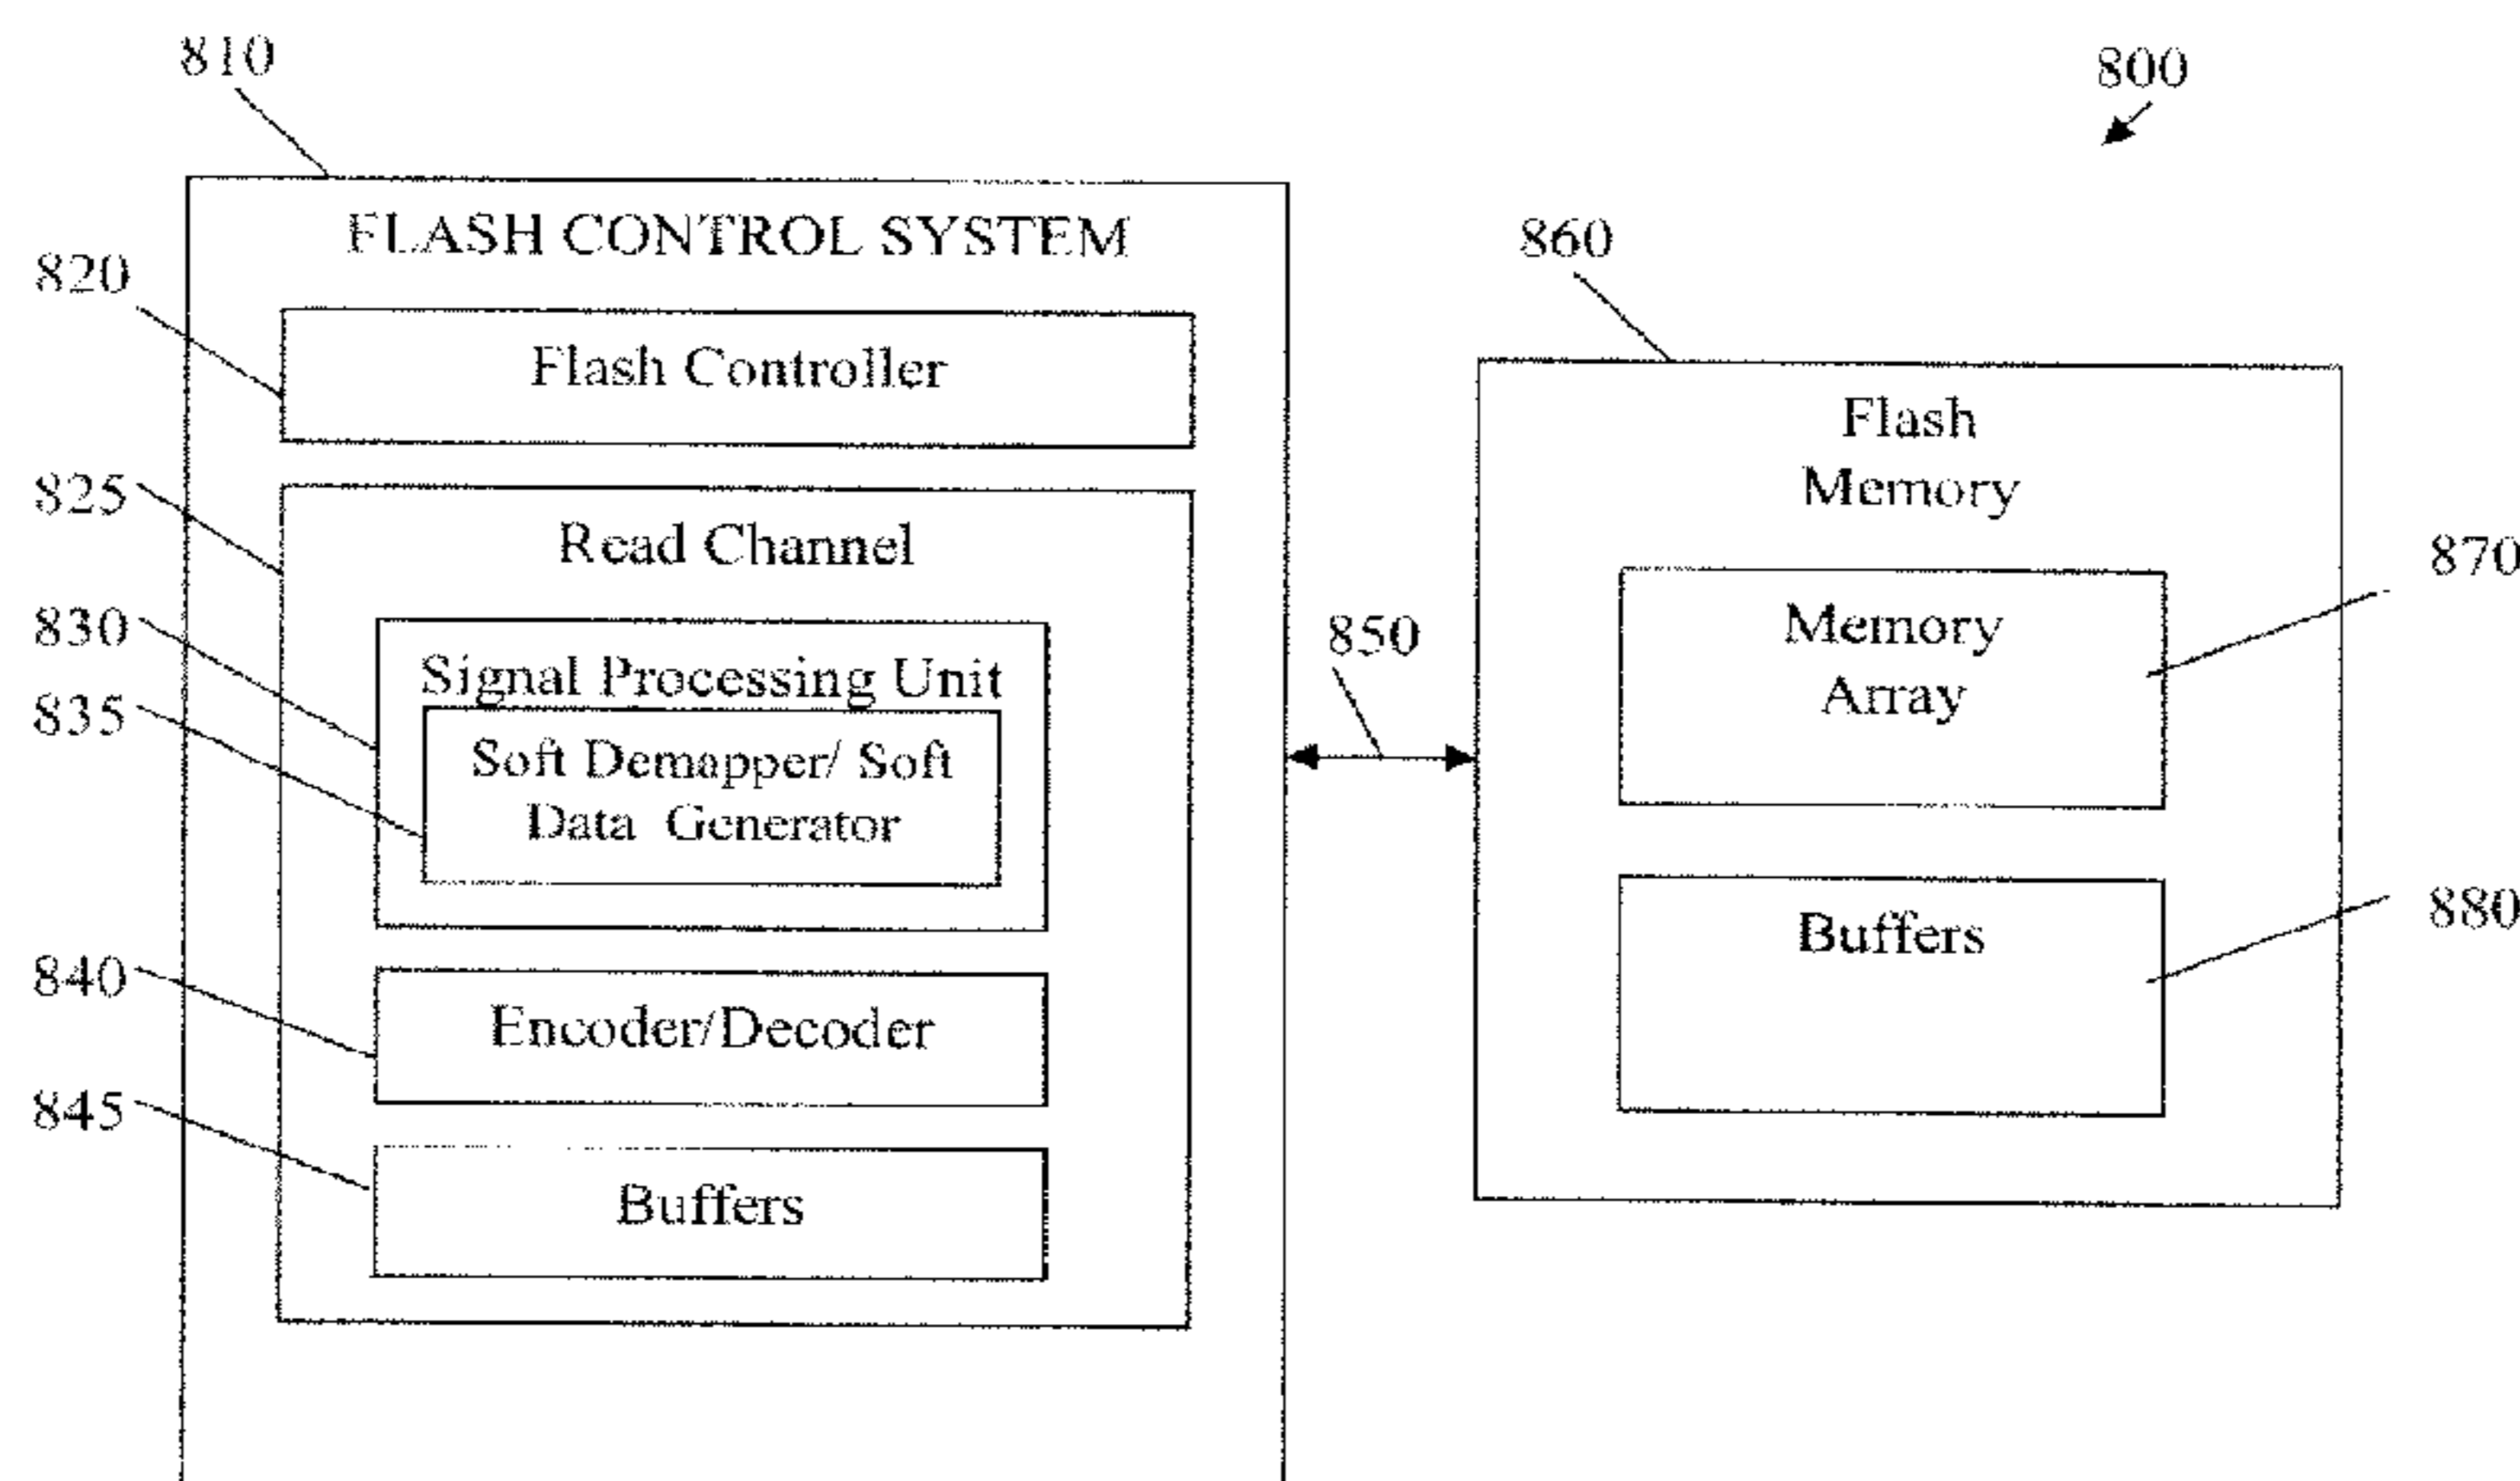 810
800
FLASH CONTROL SYSTEM
820
860
Flash Controller
Flash
Memory
825
Read Channel
870
830
Signal Processing Unit
850
Memory
Array
835
Soft Demapper/ Soft
Data Generator
880
Buffers
840
Encoder/Decoder
845
Buffers